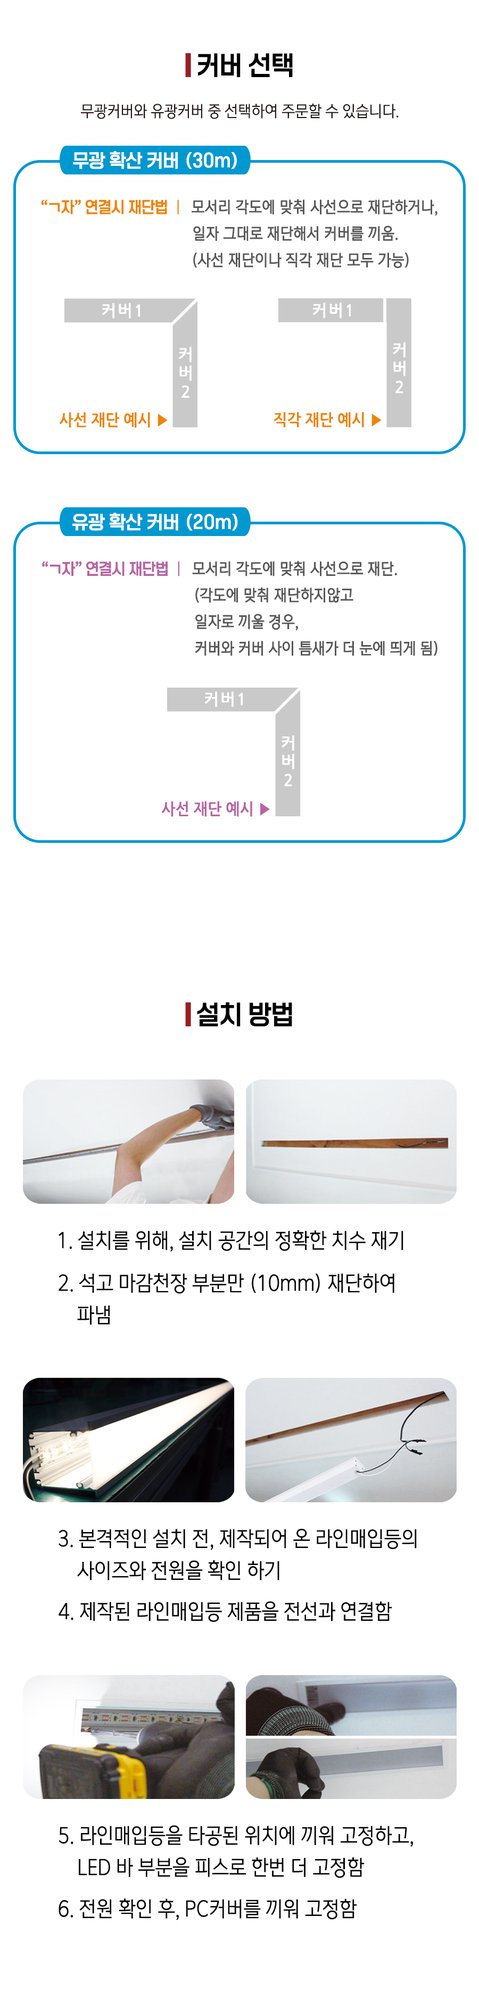 커버 선택
무광커버와 유광커버 중 선택하여 주문할 수 있습니다.
무광 확산 커버 (30m)
“ㄱ자” 연결시 재단법 | 모서리 각도에 맞춰 사선으로 재단하거나,
일자 그대로 재단해서 커버를 끼움.
(사선 재단이나 직각 재단 모두 가능)
커버1
커버2
사선 재단 예시 ▶
커버1
커버2
직각 재단 예시 ▶
유광 확산 커버 (20m)
“ㄱ자” 연결시 재단법 | 모서리 각도에 맞춰 사선으로 재단.
(각도에 맞춰 재단하지않고
일자로 끼울 경우,
커버와 커버 사이 틈새가 더 눈에 띄게 됨)
커버1
커버2
사선 재단 예시 ▶
설치 방법
1. 설치를 위해, 설치 공간의 정확한 치수 재기
2. 석고 마감천장 부분만 (10mm) 재단하여
파냄
3. 본격적인 설치 전, 제작되어 온 라인매입등의
사이즈와 전원을 확인 하기
4. 제작된 라인매입등 제품을 전선과 연결함
5. 라인매입등을 타공된 위치에 끼워 고정하고,
LED 바 부분을 피스로 한번 더 고정함
6. 전원 확인 후, PC커버를 끼워 고정함